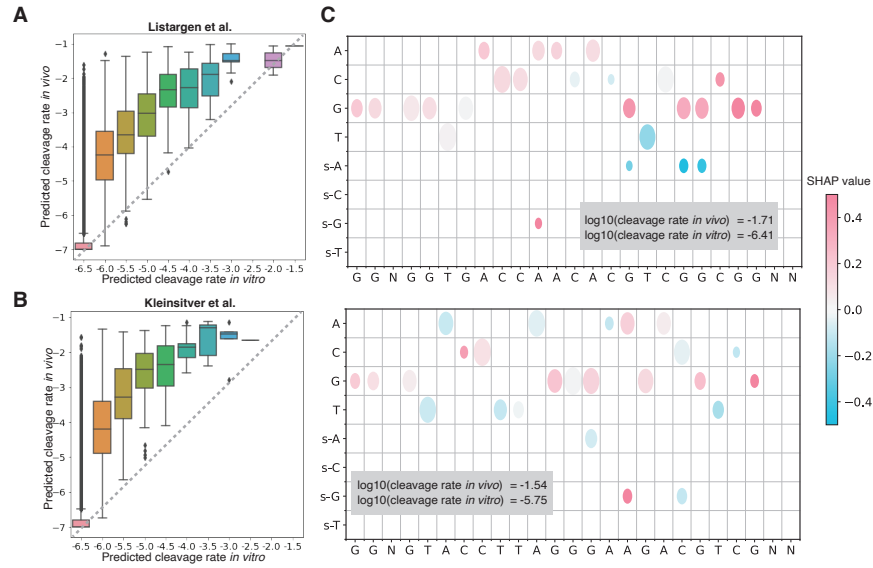 A
Listargen et al.
Predicted cleavage rate in vivo
−1
−2
−3
−4
−5
−6
−7
-6.5 -6.0 -5.5 -5.0 -4.5 -4.0 -3.5 -3.0 -2.5 -2.0 -1.5
Predicted cleavage rate in vitro
B
Kleinsitver et al.
Predicted cleavage rate in vivo
−1
−2
−3
−4
−5
−6
−7
-6.5 -6.0 -5.5 -5.0 -4.5 -4.0 -3.5 -3.0 -2.5 -2.0 -1.5
Predicted cleavage rate in vitro
C
A
C
G
T
s-A
s-C
s-G
s-T
log10(cleavage rate in vivo) = -1.71
log10(cleavage rate in vitro) = -6.41
G G N G G T G A C C A A C A C G T C G G C G G N N
A
C
G
T
s-A
s-C
s-G
s-T
log10(cleavage rate in vivo) = -1.54
log10(cleavage rate in vitro) = -5.75
G G N G T A C C T T A G G G A A G A C G T C G N N
SHAP value
0.4
0.2
0.0
−0.2
−0.4